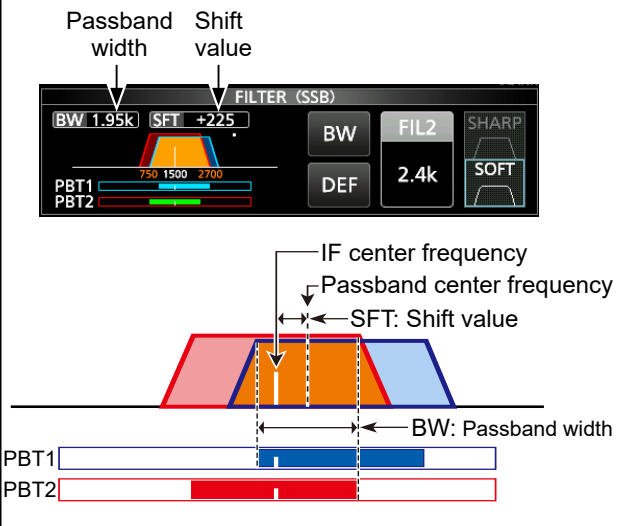 Passband Shift
width value
FILTER (SSB)
BW 1.95k SFT +225
BW
FIL2
SHARP
750 1500 2700
PBT1
PBT2
DEF
2.4k
SOFT
IF center frequency
Passband center frequency
SFT: Shift value
BW: Passband width
PBT1
PBT2